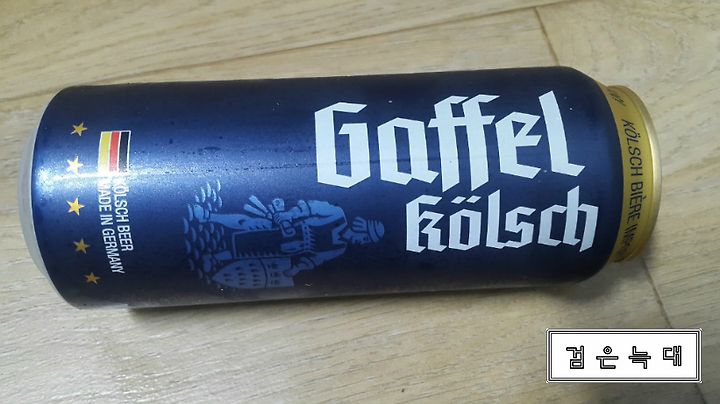 Gaffel
kölsch
KÖLSCH BEER
MADE IN GERMANY
KÖLSCH BIÈRE
검은늑대